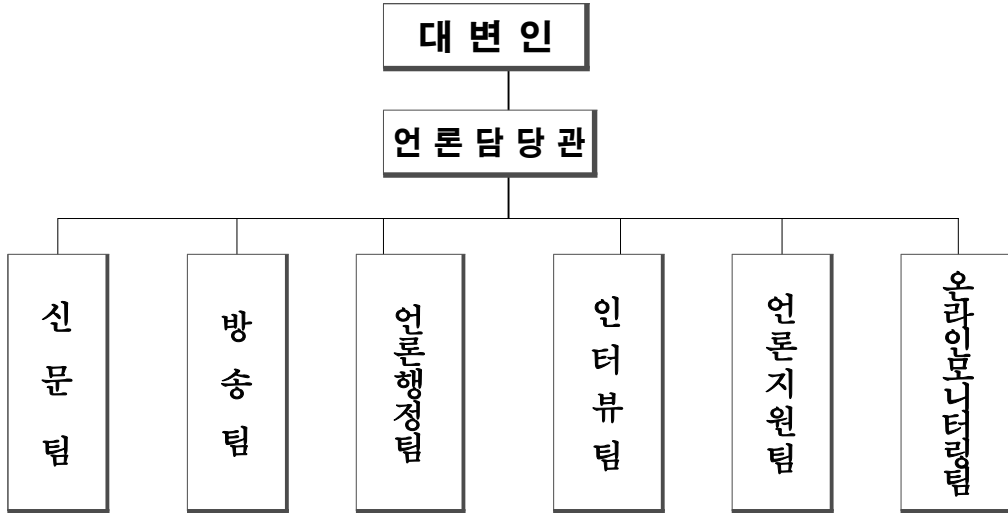 대 변 인
언 론 담 당 관
신문팀
방송팀
언론행정팀
인터뷰팀
언론지원팀
온라인모니터링팀